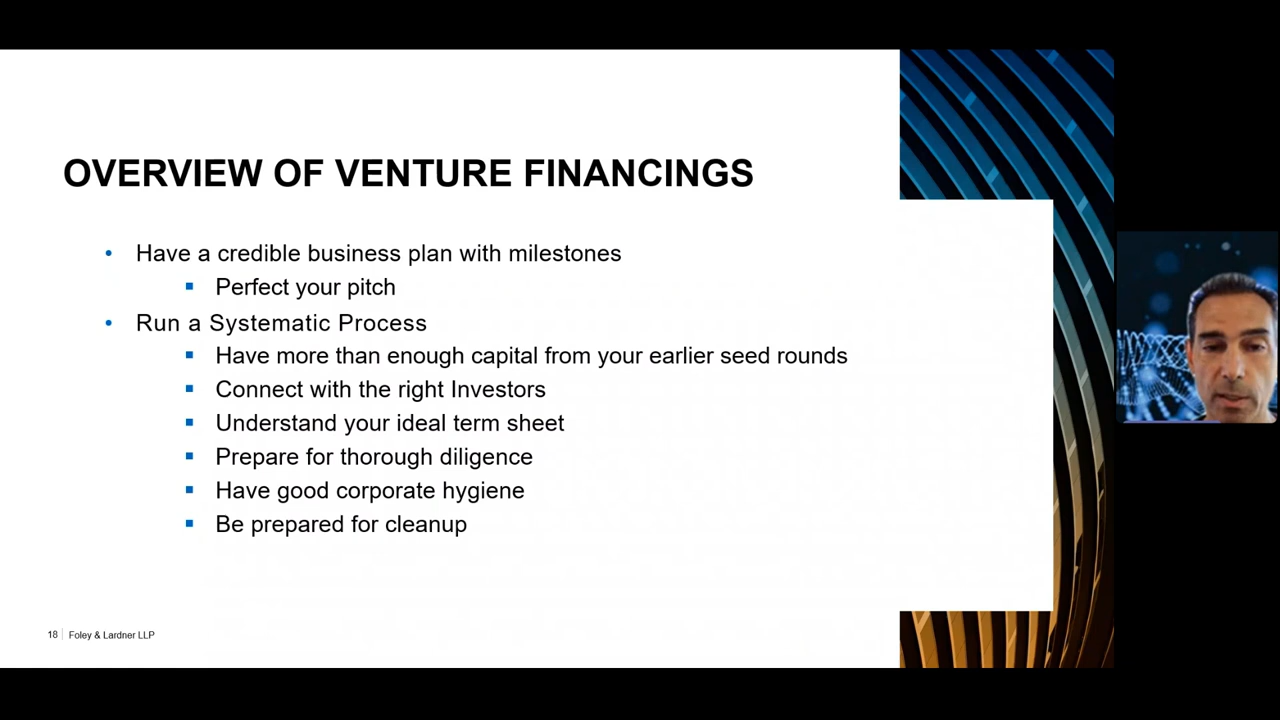 OVERVIEW OF VENTURE FINANCINGS
• Have a credible business plan with milestones
▪ Perfect your pitch
• Run a Systematic Process
▪ Have more than enough capital from your earlier seed rounds
▪ Connect with the right Investors
▪ Understand your ideal term sheet
▪ Prepare for thorough diligence
▪ Have good corporate hygiene
▪ Be prepared for cleanup
18 | Foley & Lardner LLP